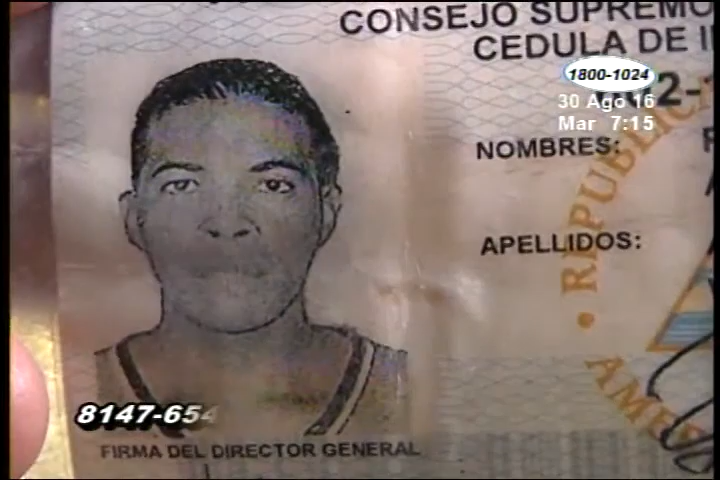 CONSEJO SUPREMO
CEDULA DE
1800-1024
30 Ago 16
Mar 7:15
NOMBRES:
APELLIDOS:
REPUBLICA
8147-654
FIRMA DEL DIRECTOR GENERAL